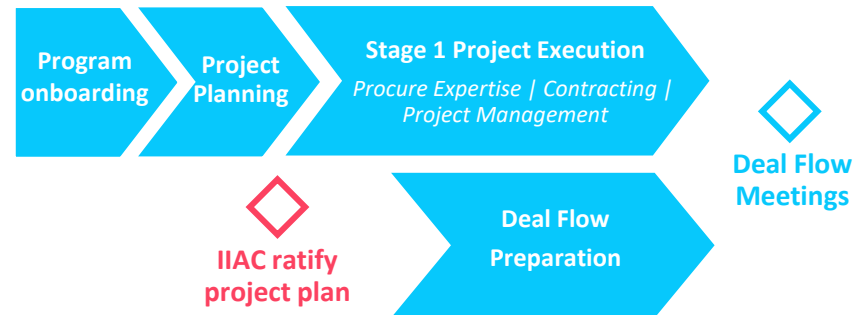 Program
onboarding
Project
Planning
Stage 1 Project Execution
Procure Expertise | Contracting |
Project Management
Deal Flow
Meetings
IIAC ratify
project plan
Deal Flow
Preparation